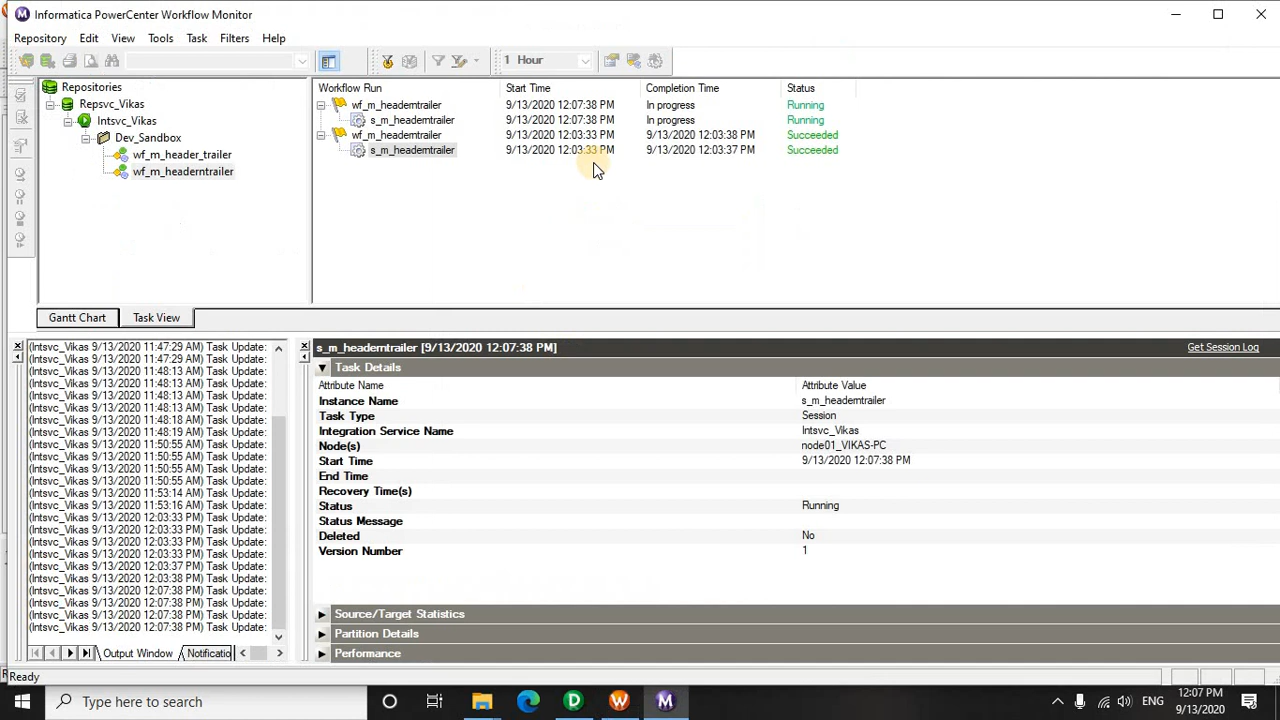 Informatica PowerCenter Workflow Monitor
Repository Edit View Tools Task Filters Help
1 Hour
Repositories
Repsvc_Vikas
Intsvc_Vikas
Dev_Sandbox
wf_m_header_trailer
wf_m_headerntrailer
Workflow Run Start Time Completion Time Status
wf_m_headerntrailer 9/13/2020 12:07:38 PM In progress Running
s_m_headerntrailer 9/13/2020 12:07:38 PM In progress Running
wf_m_headerntrailer 9/13/2020 12:03:33 PM 9/13/2020 12:03:38 PM Succeeded
s_m_headerntrailer 9/13/2020 12:03:33 PM 9/13/2020 12:03:37 PM Succeeded
Gantt Chart Task View
(Intsvc_Vikas 9/13/2020 11:47:29 AM) Task Update:
(Intsvc_Vikas 9/13/2020 11:47:29 AM) Task Update:
(Intsvc_Vikas 9/13/2020 11:48:13 AM) Task Update:
(Intsvc_Vikas 9/13/2020 11:48:13 AM) Task Update:
(Intsvc_Vikas 9/13/2020 11:48:13 AM) Task Update:
(Intsvc_Vikas 9/13/2020 11:48:13 AM) Task Update:
(Intsvc_Vikas 9/13/2020 11:48:18 AM) Task Update:
(Intsvc_Vikas 9/13/2020 11:48:19 AM) Task Update:
(Intsvc_Vikas 9/13/2020 11:50:55 AM) Task Update:
(Intsvc_Vikas 9/13/2020 11:50:55 AM) Task Update:
(Intsvc_Vikas 9/13/2020 11:50:55 AM) Task Update:
(Intsvc_Vikas 9/13/2020 11:50:55 AM) Task Update:
(Intsvc_Vikas 9/13/2020 11:53:14 AM) Task Update:
(Intsvc_Vikas 9/13/2020 11:53:16 AM) Task Update:
(Intsvc_Vikas 9/13/2020 12:03:33 PM) Task Update:
(Intsvc_Vikas 9/13/2020 12:03:33 PM) Task Update:
(Intsvc_Vikas 9/13/2020 12:03:33 PM) Task Update:
(Intsvc_Vikas 9/13/2020 12:03:33 PM) Task Update:
(Intsvc_Vikas 9/13/2020 12:03:37 PM) Task Update:
(Intsvc_Vikas 9/13/2020 12:03:38 PM) Task Update:
(Intsvc_Vikas 9/13/2020 12:07:38 PM) Task Update:
(Intsvc_Vikas 9/13/2020 12:07:38 PM) Task Update:
(Intsvc_Vikas 9/13/2020 12:07:38 PM) Task Update:
(Intsvc_Vikas 9/13/2020 12:07:38 PM) Task Update:
Output Window Notificatio
s_m_headerntrailer [9/13/2020 12:07:38 PM] Get Session Log
Task Details
Attribute Name Attribute Value
Instance Name s_m_headerntrailer
Task Type Session
Integration Service Name Intsvc_Vikas
Node(s) node01_VIKAS-PC
Start Time 9/13/2020 12:07:38 PM
End Time
Recovery Time(s)
Status Running
Status Message
Deleted No
Version Number 1
Source/Target Statistics
Partition Details
Performance
Ready
Type here to search
ENG
12:07 PM
9/13/2020